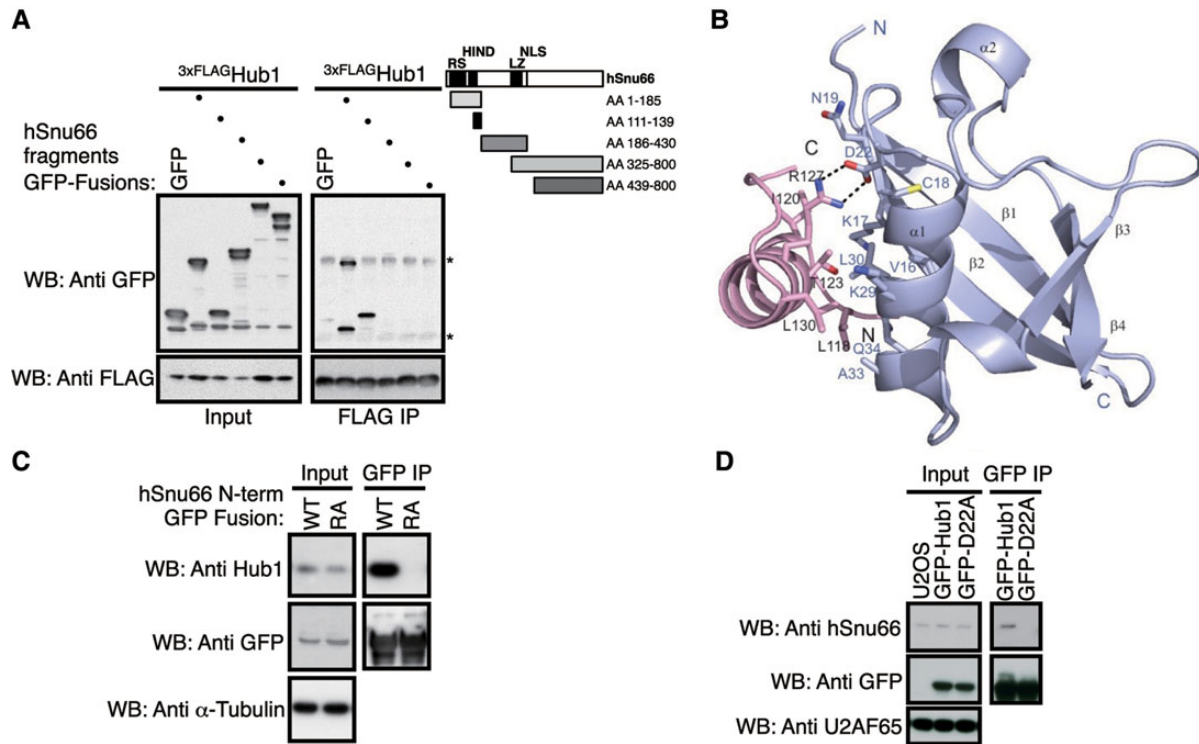 A
3xFLAGHub1
3xFLAGHub1
hSnu66
fragments
GFP-Fusions:
GFP
GFP
WB: Anti GFP
*
*
WB: Anti FLAG
Input
FLAG IP
HIND
NLS
RS
LZ
hSnu66
AA 1-185
AA 111-139
AA 186-430
AA 325-800
AA 439-800
B
N
α2
N19
D22
C
R127
C18
I120
K17
α1
β1
β3
L30
V16
β2
T123
K29
L130
N
β4
L118
Q34
A33
C
C
Input
GFP IP
hSnu66 N-term
GFP Fusion:
WT
RA
WT
RA
WB: Anti Hub1
WB: Anti GFP
WB: Anti α-Tubulin
D
Input
GFP IP
U2OS
GFP-Hub1
GFP-D22A
GFP-Hub1
GFP-D22A
WB: Anti hSnu66
WB: Anti GFP
WB: Anti U2AF65